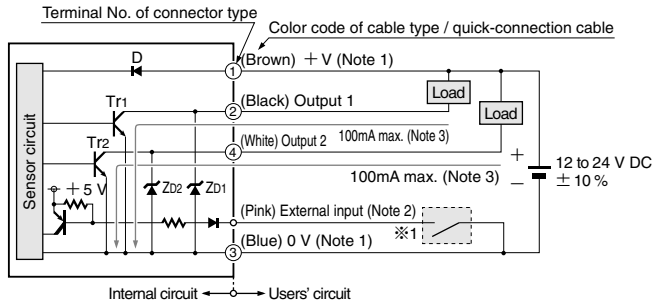 Terminal No. of connector type
Color code of cable type / quick-connection cable
D
1
(Brown) +V (Note 1)
Tr1
2
(Black) Output 1
Load
Load
Tr2
4
(White) Output 2
100mA max. (Note 3)
Sensor circuit
+5 V
ZD2
ZD1
100mA max. (Note 3)
+
−
12 to 24 V DC
± 10 %
(Pink) External input (Note 2)
※1
3
(Blue) 0 V (Note 1)
Internal circuit
Users' circuit